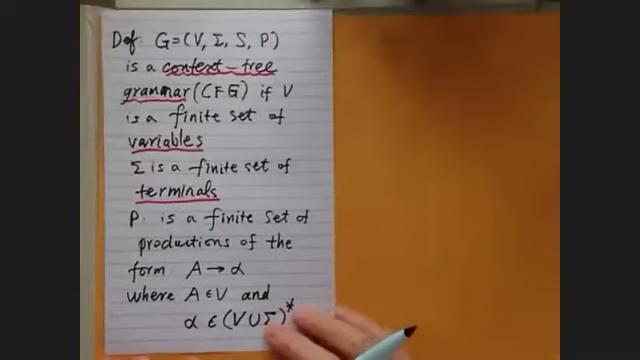 Def G=(V, Σ, S, P)
is a context-free
grammar (CFG) if V
is a finite set of
variables
Σ is a finite set of
terminals
P is a finite set of
productions of the
form A → α
where A ∈ V and
α ∈ (V ∪ Σ)*